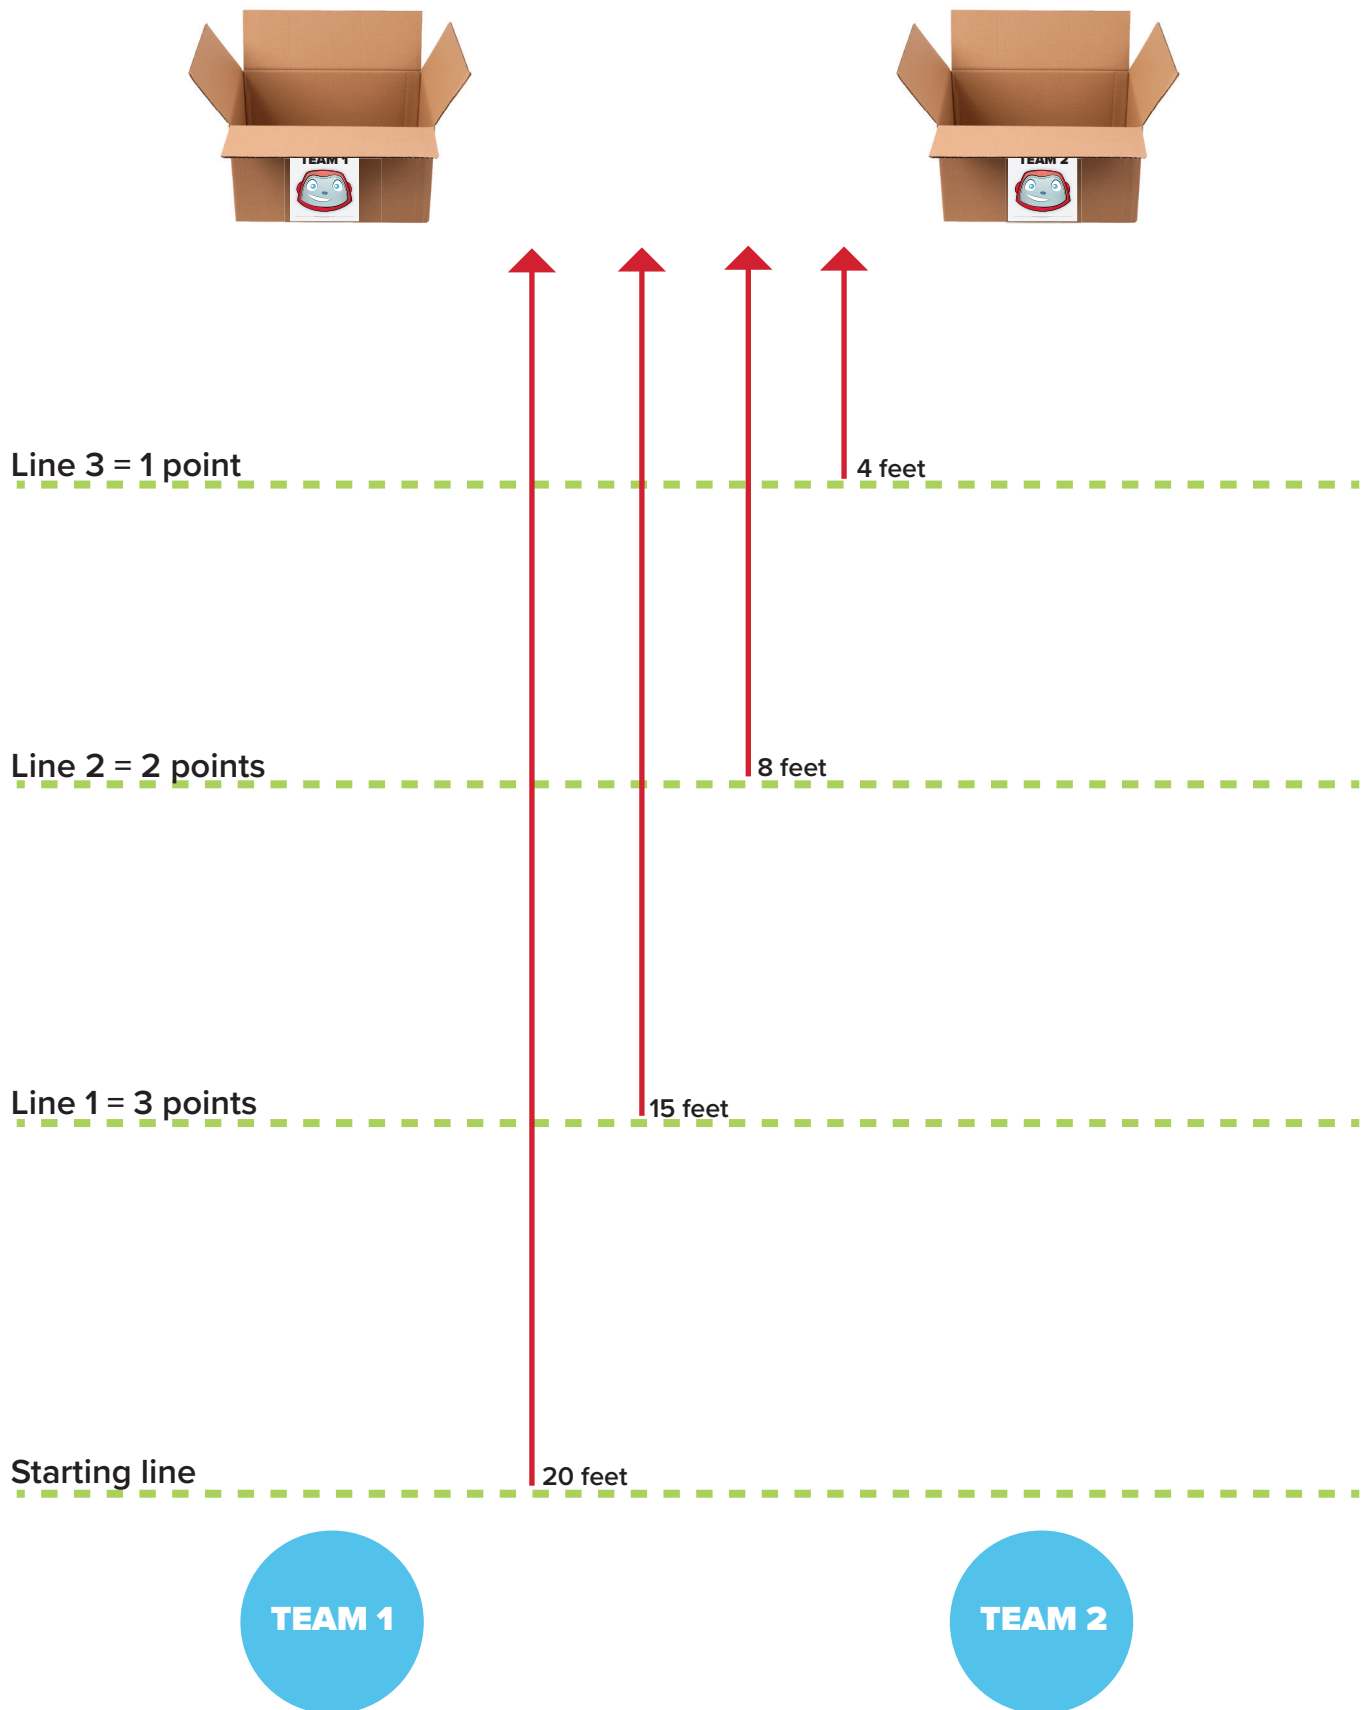 TEAM 1
TEAM 2
Line 3 = 1 point
4 feet
Line 2 = 2 points
8 feet
Line 1 = 3 points
15 feet
Starting line
20 feet
TEAM 1
TEAM 2